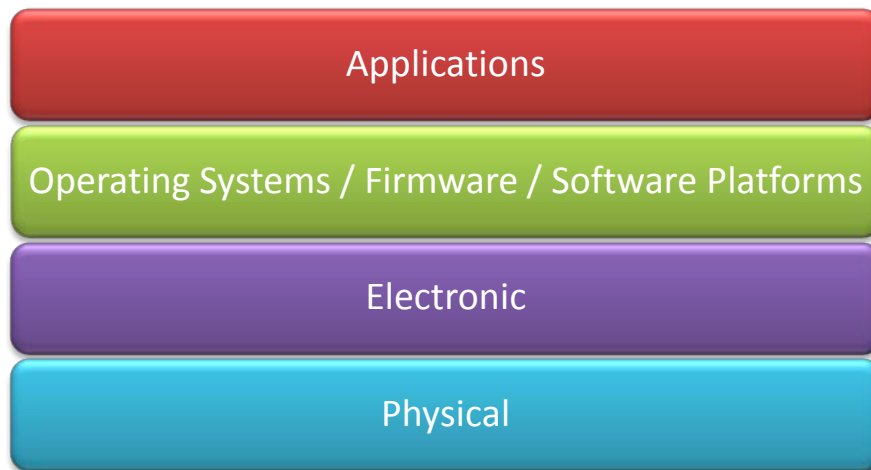 Applications
Operating Systems / Firmware / Software Platforms
Electronic
Physical